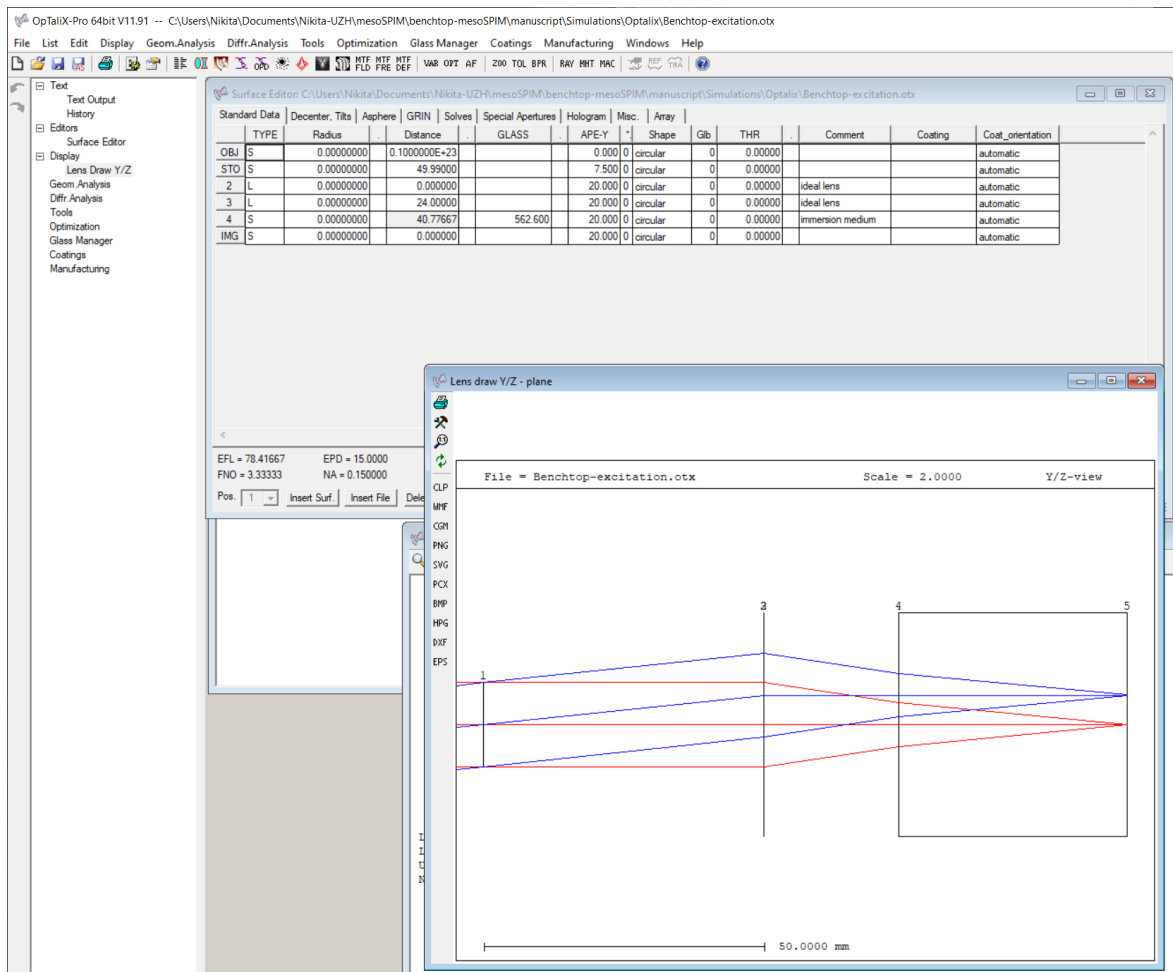 OpTaliX-Pro 64bit V11.91 -- C:\Users\Nikita\Documents\Nikita-UZH\mesoSPIM\benchtop-mesoSPIM\manuscript\Simulations\Optalix\Benchtop-excitation.otx
File List Edit Display Geom.Analysis Diffr.Analysis Tools Optimization Glass Manager Coatings Manufacturing Windows Help
MTF FLD MTF FRE MTF DEF VAR OPT AF ZOO TOL BPR RAY MHT MAC REF TRA
Text
Text Output
History
Editors
Surface Editor
Display
Lens Draw Y/Z
Geom.Analysis
Diffr.Analysis
Tools
Optimization
Glass Manager
Coatings
Manufacturing
Surface Editor: C:\Users\Nikita\Documents\Nikita-UZH\mesoSPIM\benchtop-mesoSPIM\manuscript\Simulations\Optalix\Benchtop-excitation.otx
Standard Data Decenter, Tilts Asphere GRIN Solves Special Apertures Hologram Misc. Array
TYPE Radius . Distance . GLASS . APE-Y * Shape Glb THR . Comment Coating Coat_orientation
OBJ S 0.00000000 0.1000000E+23 0.000 0 circular 0 0.00000 automatic
STO S 0.00000000 49.99000 7.500 0 circular 0 0.00000 automatic
2 L 0.00000000 0.000000 20.000 0 circular 0 0.00000 ideal lens automatic
3 L 0.00000000 24.00000 20.000 0 circular 0 0.00000 ideal lens automatic
4 S 0.00000000 40.77667 562.600 20.000 0 circular 0 0.00000 immersion medium automatic
IMG S 0.00000000 0.000000 20.000 0 circular 0 0.00000 automatic
EFL = 78.41667 EPD = 15.0000
FNO = 3.33333 NA = 0.150000
Pos. 1 Insert Surf. Insert File Dele
Lens draw Y/Z - plane
CLP
WMF
CGM
PNG
SVG
PCX
BMP
HPG
DXF
EPS
File = Benchtop-excitation.otx Scale = 2.0000 Y/Z-view
1 4 5
50.0000 mm